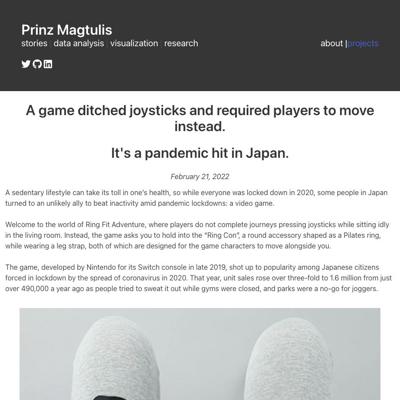 Prinz Magtulis
stories | data analysis | visualization | research
about |projects
A game ditched joysticks and required players to move
instead.
It's a pandemic hit in Japan.
February 21, 2022
A sedentary lifestyle can take its toll in one's health, so while everyone was locked down in 2020, some people in Japan
turned to an unlikely ally to beat inactivity amid pandemic lockdowns: a video game.
Welcome to the world of Ring Fit Adventure, where players do not complete journeys pressing joysticks while sitting idly
in the living room. Instead, the game asks you to hold into the “Ring Con”, a round accessory shaped as a Pilates ring,
while wearing a leg strap, both of which are designed for the game characters to move alongside you.
The game, developed by Nintendo for its Switch console in late 2019, shot up to popularity among Japanese citizens
forced in lockdown by the spread of coronavirus in 2020. That year, unit sales rose over three-fold to 1.6 million from just
over 490,000 a year ago as people tried to sweat it out while gyms were closed, and parks were a no-go for joggers.